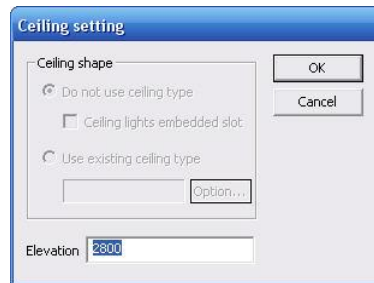 Ceiling setting
Ceiling shape
Do not use ceiling type
Ceiling lights embedded slot
Use existing ceiling type
Option...
OK
Cancel
Elevation 2800